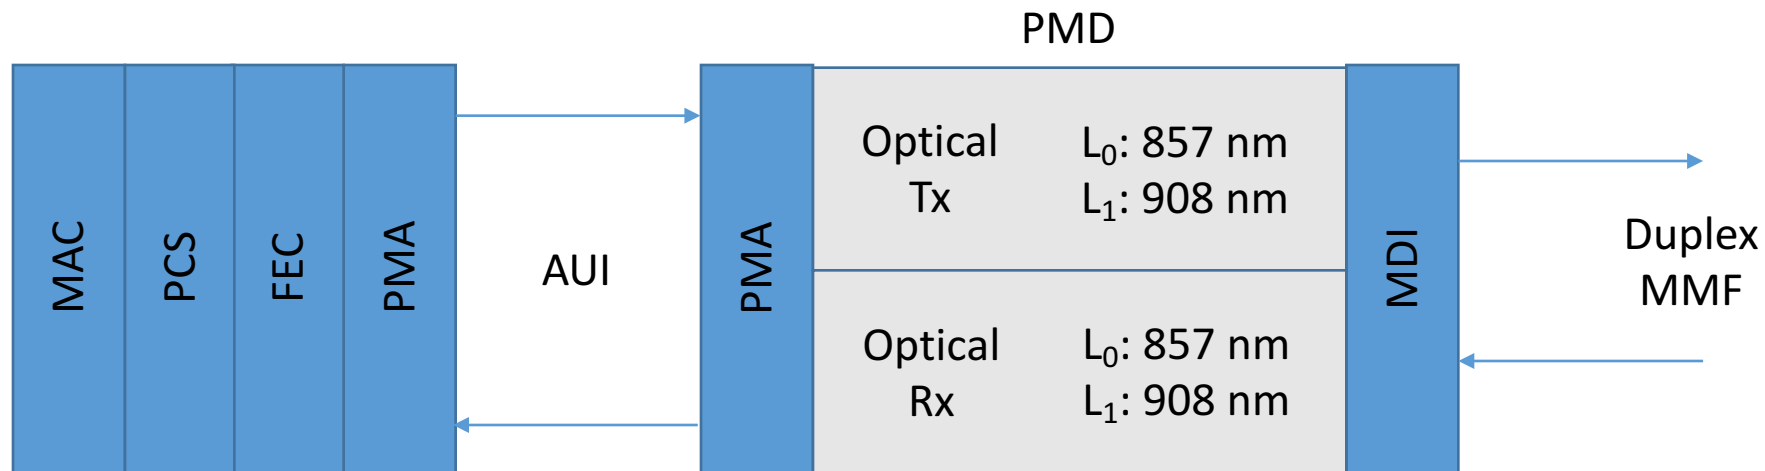 PMD
MAC
PCS
FEC
PMA
AUI
PMA
Optical
Tx
L₀: 857 nm
L₁: 908 nm
Optical
Rx
L₀: 857 nm
L₁: 908 nm
MDI
Duplex
MMF